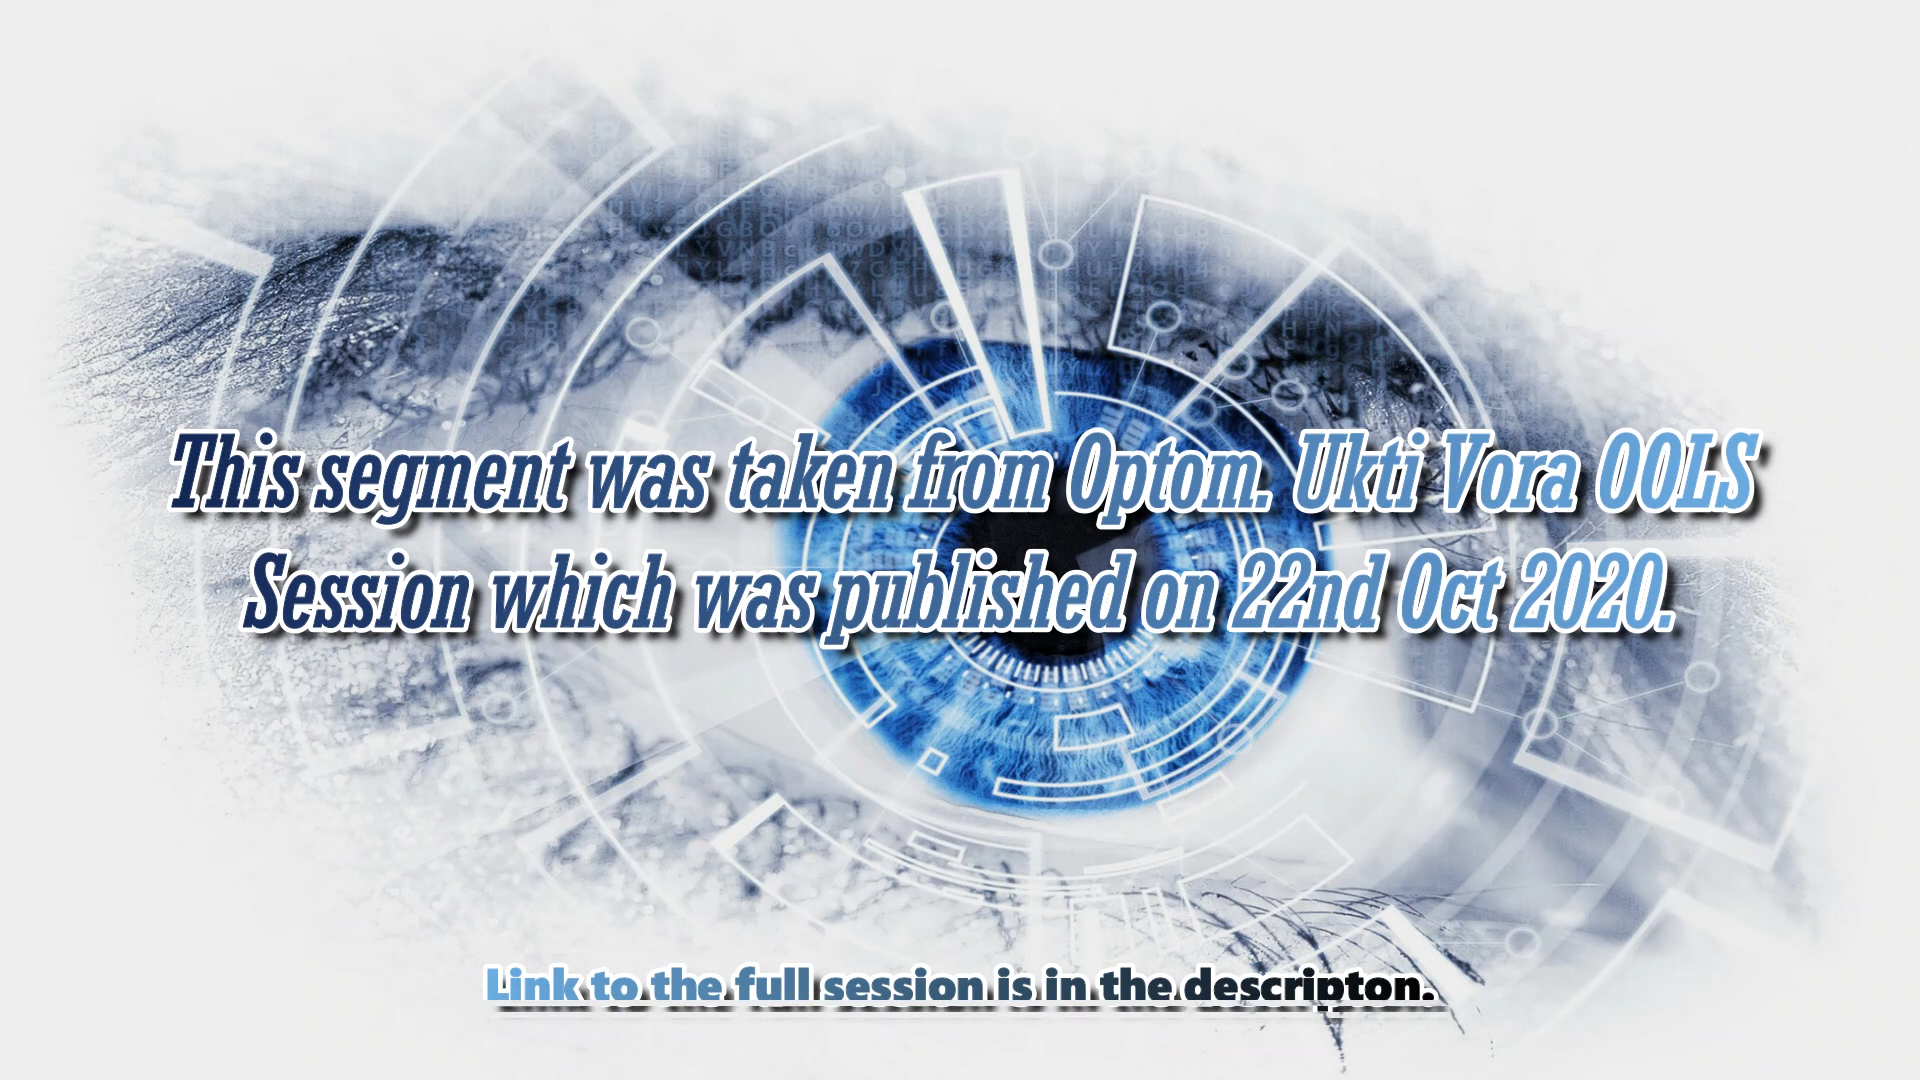 This segment was taken from Optom. Ukti Vora OOLS
Session which was published on 22nd Oct 2020.
Link to the full session is in the descripton.